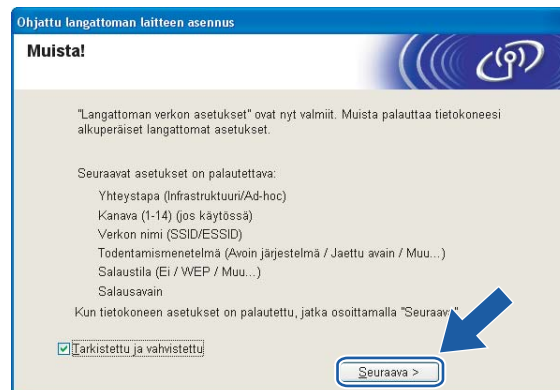 Ohjattu langattoman laitteen asennus
Muista!
"Langattoman verkon asetukset" ovat nyt valmiit. Muista palauttaa tietokoneesi
alkuperäiset langattomat asetukset.
Seuraavat asetukset on palautettava:
Yhteystapa (Infrastruktuuri/Ad-hoc)
Kanava (1-14) (jos käytössä)
Verkon nimi (SSID/ESSID)
Todentamismenetelmä (Avoin järjestelmä / Jaettu avain / Muu...)
Salaustila (Ei / WEP / Muu...)
Salausavain
Kun tietokoneen asetukset on palautettu, jatka osoittamalla "Seuraava"
Tarkistettu ja vahvistettu
Seuraava >